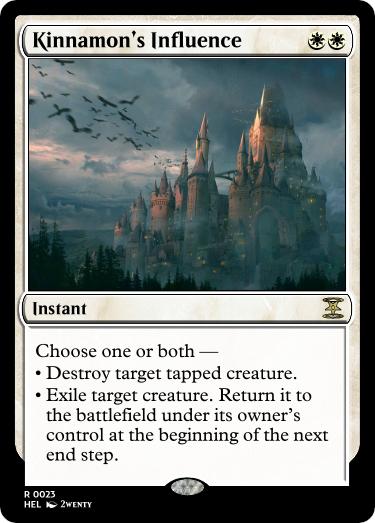 Kinnamon's Influence
Instant
Choose one or both —
• Destroy target tapped creature.
• Exile target creature. Return it to
the battlefield under its owner's
control at the beginning of the next
end step.
R 0023
HEL 2WENTY